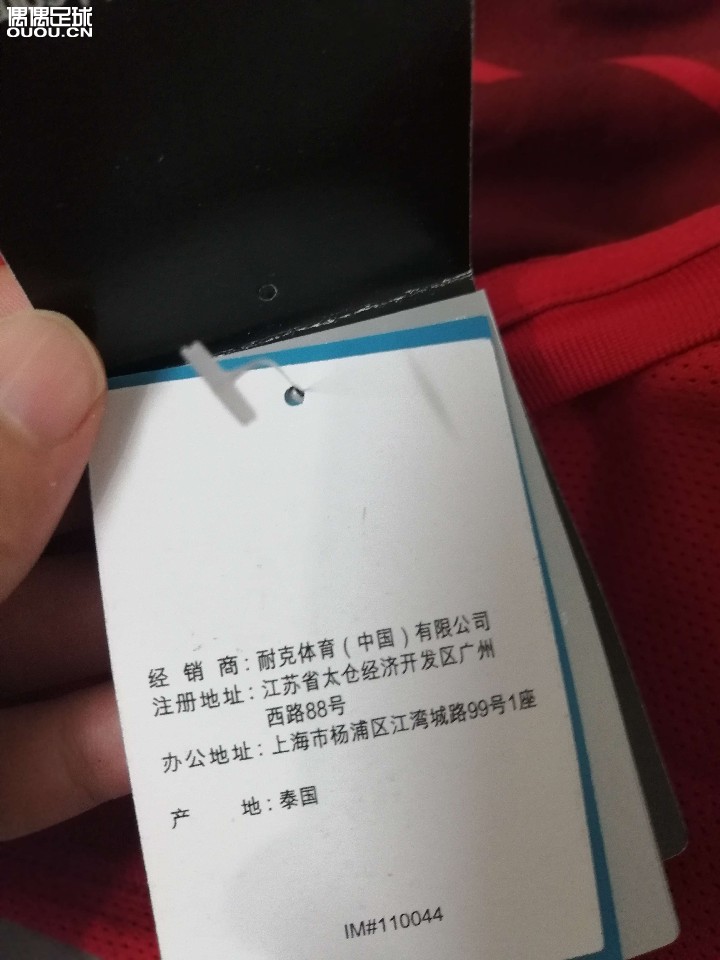 偶偶足球
OUOU.CN
经 销 商：耐克体育（中国）有限公司
注册地址：江苏省太仓经济开发区广州
西路88号
办公地址：上海市杨浦区江湾城路99号1座
产 地：泰国
IM#110044